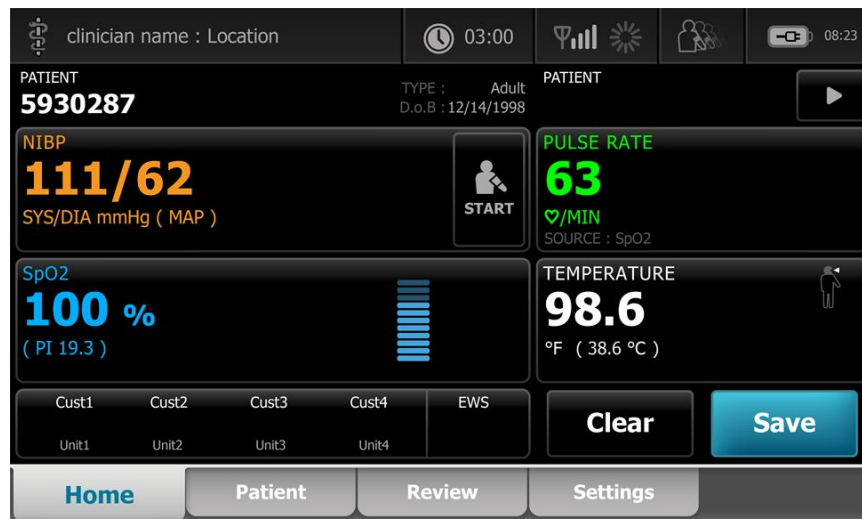 clinician name : Location
03:00
08:23
PATIENT
5930287
TYPE : Adult
D.o.B : 12/14/1998
PATIENT
NIBP
111/62
SYS/DIA mmHg ( MAP )
START
PULSE RATE
63
♡/MIN
SOURCE : SpO2
SpO2
100 %
( PI 19.3 )
TEMPERATURE
98.6
°F ( 38.6 °C )
Cust1 Cust2 Cust3 Cust4 EWS
Unit1 Unit2 Unit3 Unit4
Clear
Save
Home Patient Review Settings